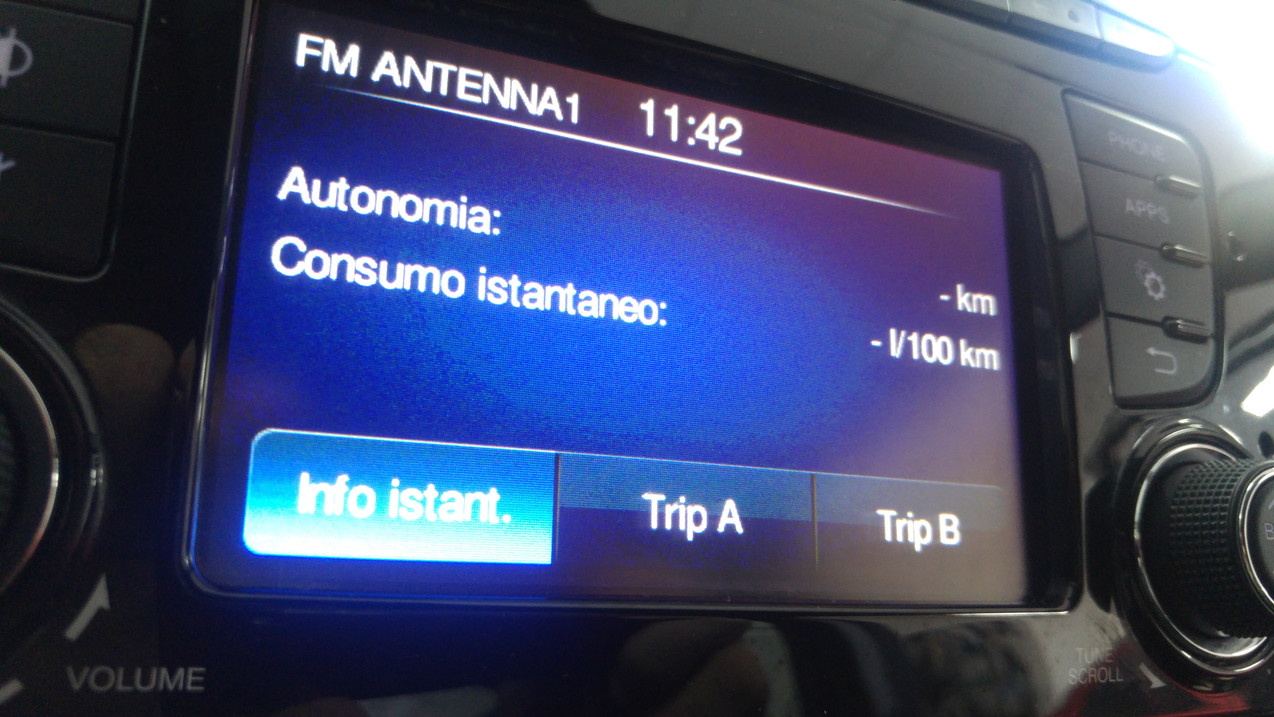 FM ANTENNA1 11:42
Autonomia:
- km
Consumo istantaneo:
- l/100 km
Info istant. Trip A Trip B
PHONE
APPS
VOLUME
TUNE
SCROLL